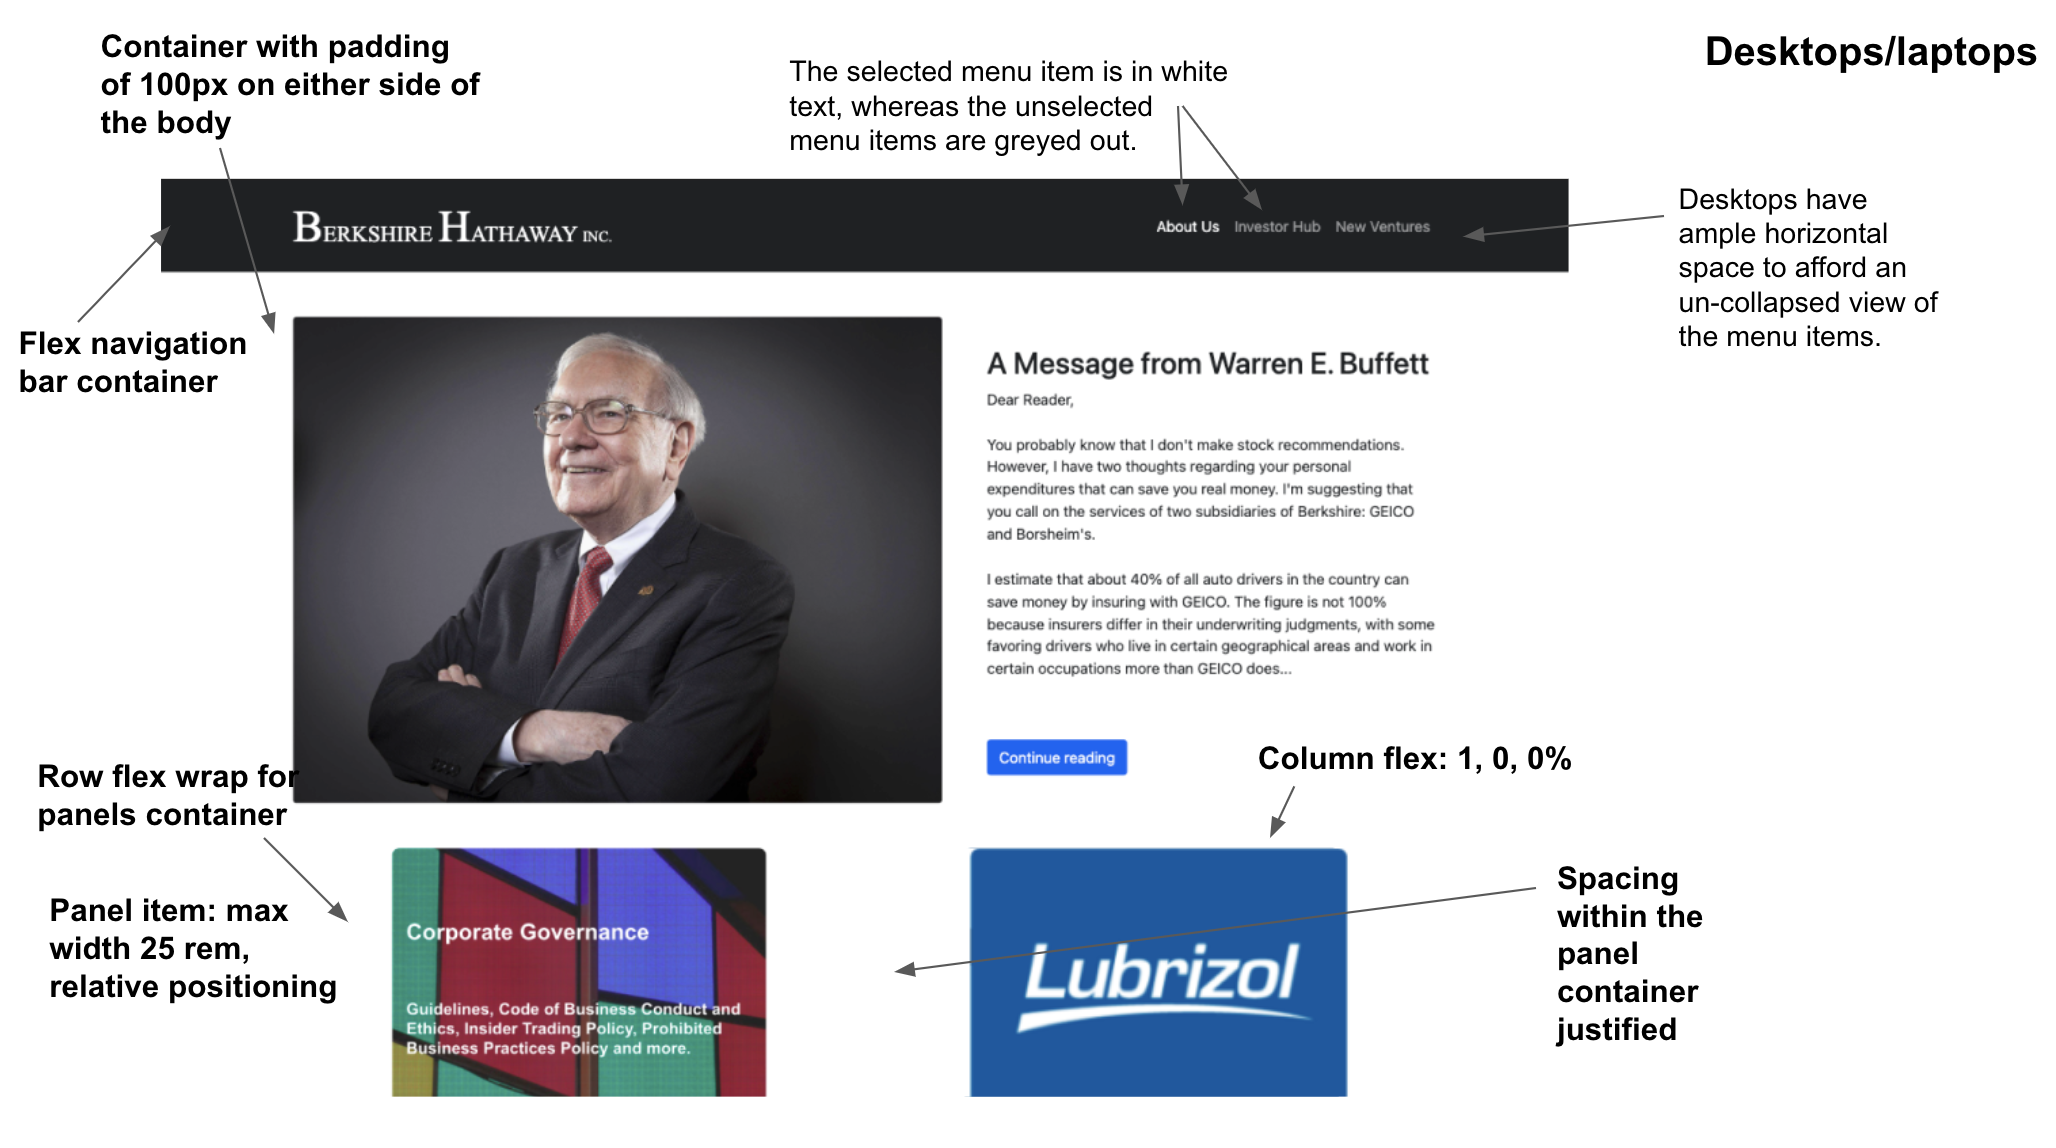 Container with padding
of 100px on either side of
the body
The selected menu item is in white
text, whereas the unselected
menu items are greyed out.
Desktops/laptops
BERKSHIRE HATHAWAY INC.
About Us Investor Hub New Ventures
Desktops have
ample horizontal
space to afford an
un-collapsed view of
the menu items.
Flex navigation
bar container
A Message from Warren E. Buffett
Dear Reader,
You probably know that I don't make stock recommendations.
However, I have two thoughts regarding your personal
expenditures that can save you real money. I'm suggesting that
you call on the services of two subsidiaries of Berkshire: GEICO
and Borsheim's.
I estimate that about 40% of all auto drivers in the country can
save money by insuring with GEICO. The figure is not 100%
because insurers differ in their underwriting judgments, with some
favoring drivers who live in certain geographical areas and work in
certain occupations more than GEICO does...
Continue reading
Row flex wrap for
panels container
Column flex: 1, 0, 0%
Panel item: max
width 25 rem,
relative positioning
Corporate Governance
Guidelines, Code of Business Conduct and
Ethics, Insider Trading Policy, Prohibited
Business Practices Policy and more.
Lubrizol
Spacing
within the
panel
container
justified